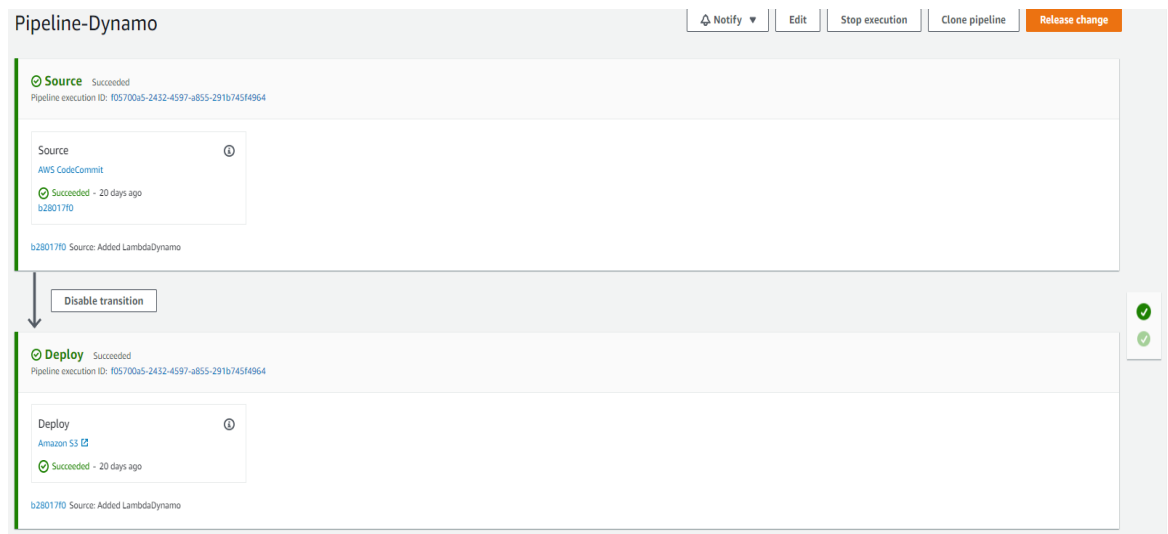 Pipeline-Dynamo
Notify ▼ Edit Stop execution Clone pipeline Release change
Source Succeeded
Pipeline execution ID: f05700a5-2432-4597-a855-291b745f4964
Source
AWS CodeCommit
Succeeded - 20 days ago
b28017f0
b28017f0 Source: Added LambdaDynamo
Disable transition
Deploy Succeeded
Pipeline execution ID: f05700a5-2432-4597-a855-291b745f4964
Deploy
Amazon S3
Succeeded - 20 days ago
b28017f0 Source: Added LambdaDynamo